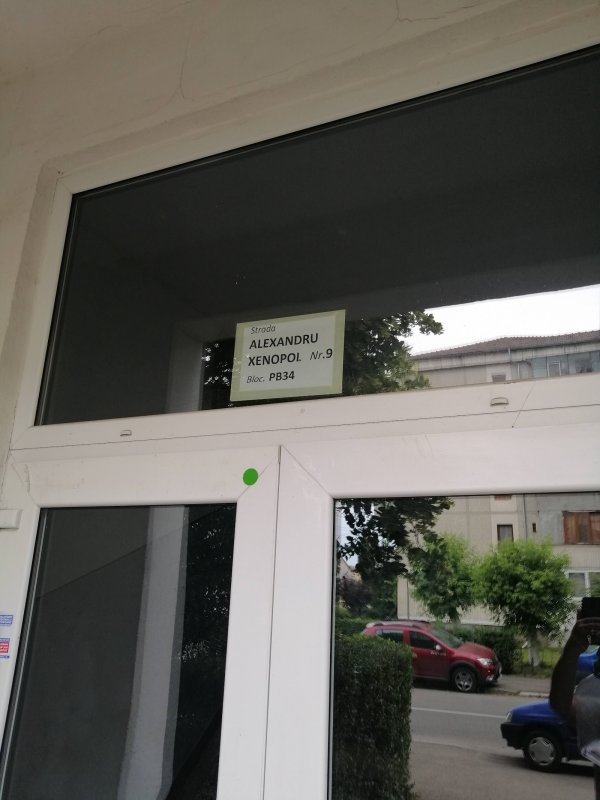 Strada
ALEXANDRU
XENOPOL Nr.9
Bloc. PB34